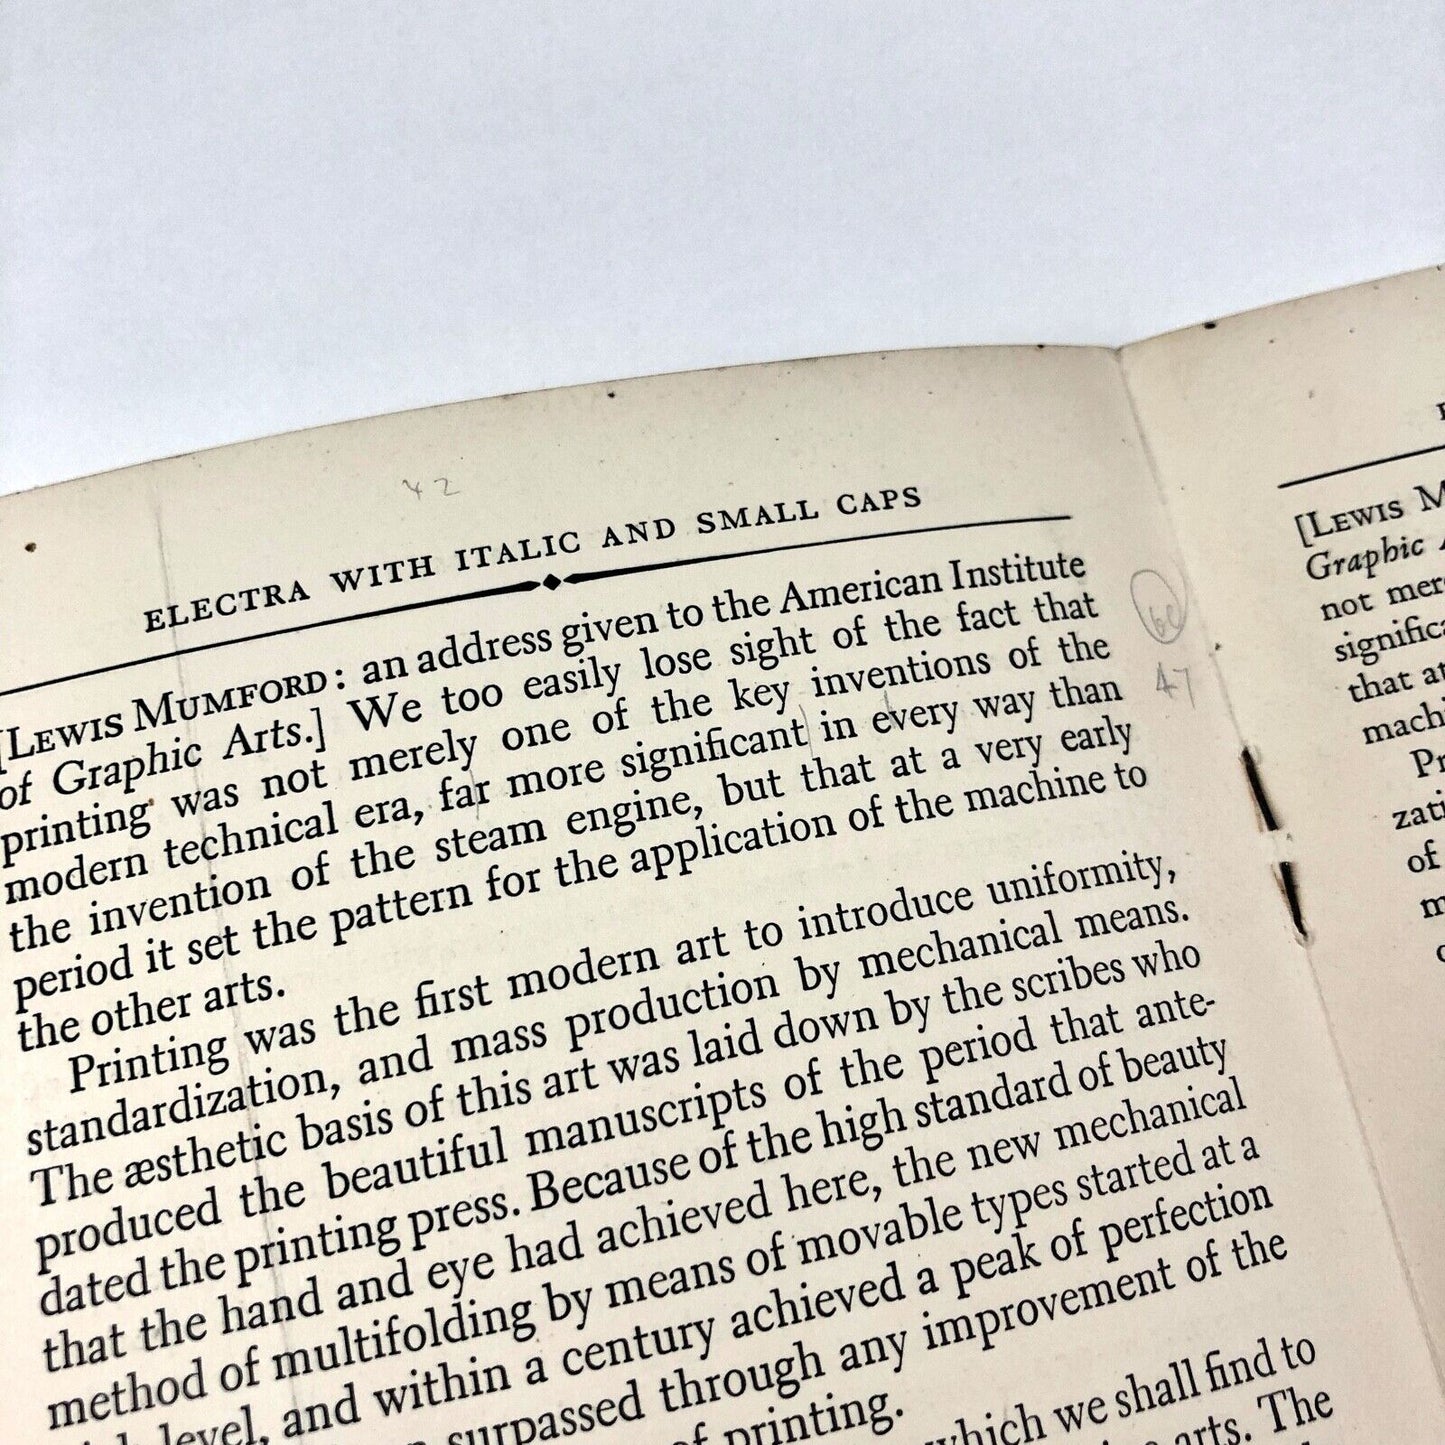 42
ELECTRA WITH ITALIC AND SMALL CAPS
[LEWIS MUMFORD: an address given to the American Institute
of Graphic Arts.] We too easily lose sight of the fact that
printing was not merely one of the key inventions of the
modern technical era, far more significant in every way than
the invention of the steam engine, but that at a very early
period it set the pattern for the application of the machine to
the other arts.
Printing was the first modern art to introduce uniformity,
standardization, and mass production by mechanical means.
The æsthetic basis of this art was laid down by the scribes who
produced the beautiful manuscripts of the period that ante-
dated the printing press. Because of the high standard of beauty
that the hand and eye had achieved here, the new mechanical
method of multifolding by means of movable types started at a
level, and within a century achieved a peak of perfection
surpassed through any improvement of the
of printing.
which we shall find to
arts. The
47
[LEWIS
Graphic
not
that
of